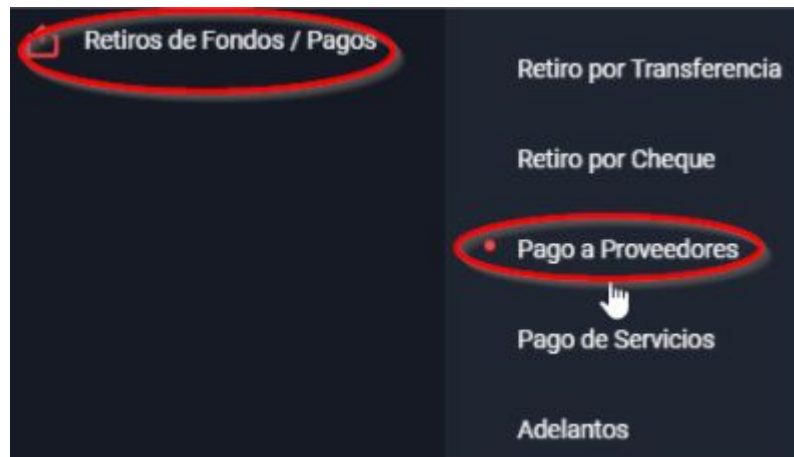 Retiros de Fondos / Pagos
Retiro por Transferencia
Retiro por Cheque
Pago a Proveedores
Pago de Servicios
Adelantos